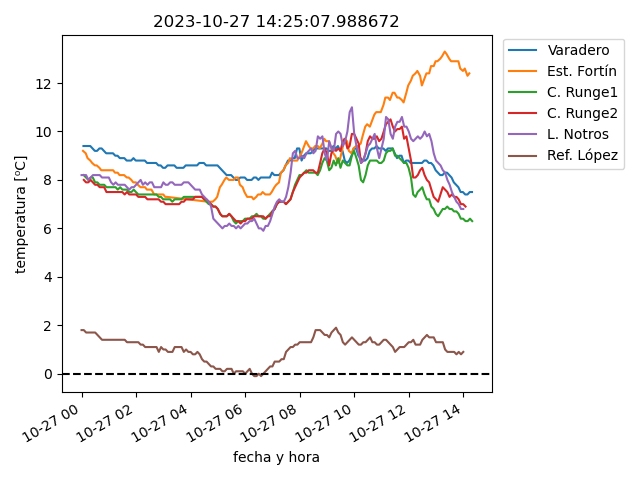 2023-10-27 14:25:07.988672
temperatura [ºC]
12
10
8
6
4
2
0
10-27 00
10-27 02
10-27 04
10-27 06
10-27 08
10-27 10
10-27 12
10-27 14
fecha y hora
Varadero
Est. Fortín
C. Runge1
C. Runge2
L. Notros
Ref. López